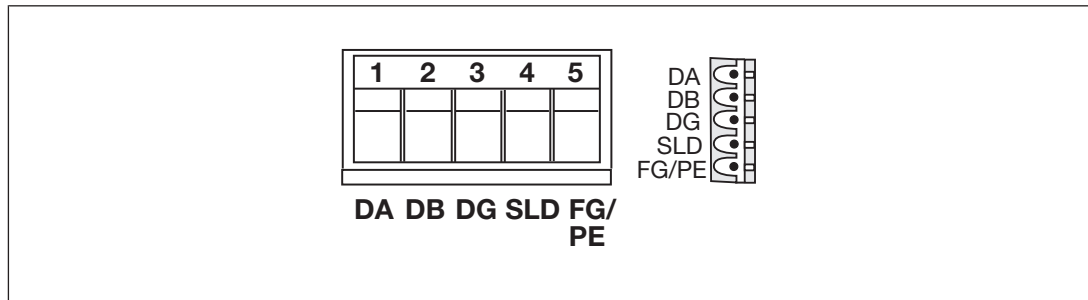 1 2 3 4 5
DA DB DG SLD FG/
PE
DA
DB
DG
SLD
FG/PE